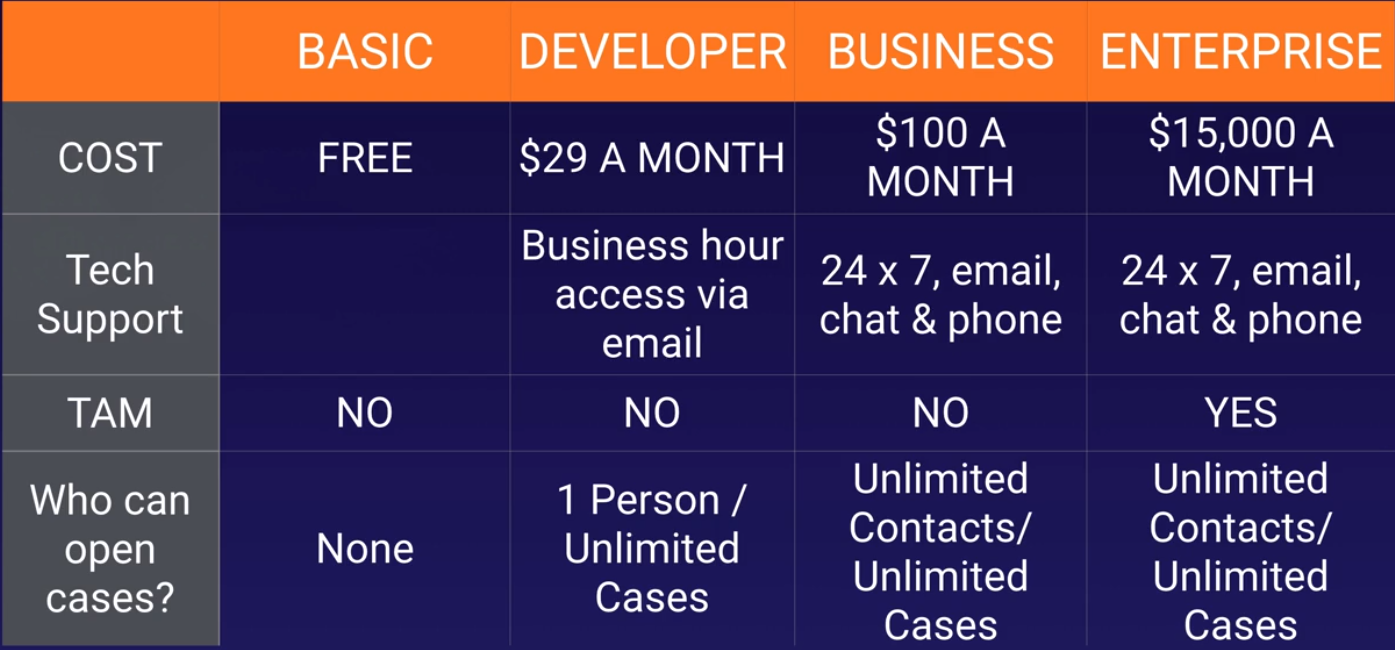 BASIC DEVELOPER BUSINESS ENTERPRISE
COST FREE $29 A MONTH $100 A MONTH $15,000 A MONTH
Tech Support Business hour access via email 24 x 7, email, chat & phone 24 x 7, email, chat & phone
TAM NO NO NO YES
Who can open cases? None 1 Person / Unlimited Cases Unlimited Contacts/ Unlimited Cases Unlimited Contacts/ Unlimited Cases